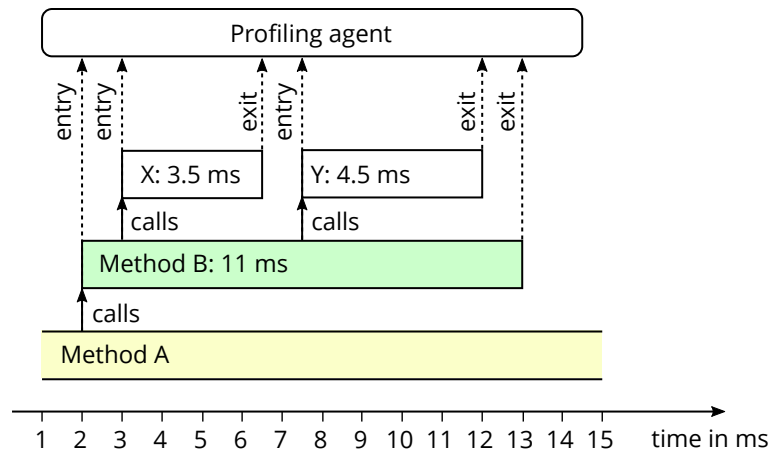 Profiling agent
entry
entry
exit
entry
exit
exit
X: 3.5 ms
Y: 4.5 ms
calls
calls
Method B: 11 ms
calls
Method A
1 2 3 4 5 6 7 8 9 10 11 12 13 14 15 time in ms